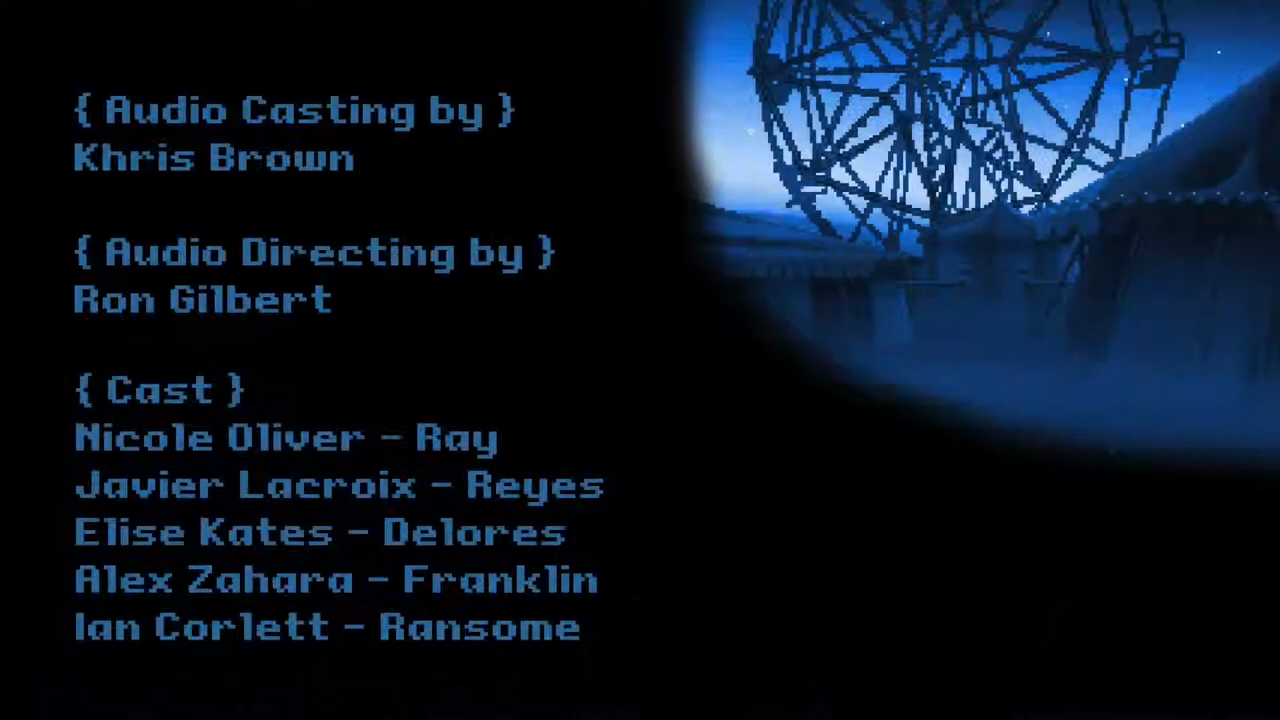 { Audio Casting by }
Khris Brown
{ Audio Directing by }
Ron Gilbert
{ Cast }
Nicole Oliver - Ray
Javier Lacroix - Reyes
Elise Kates - Delores
Alex Zahara - Franklin
Ian Corlett - Ransome